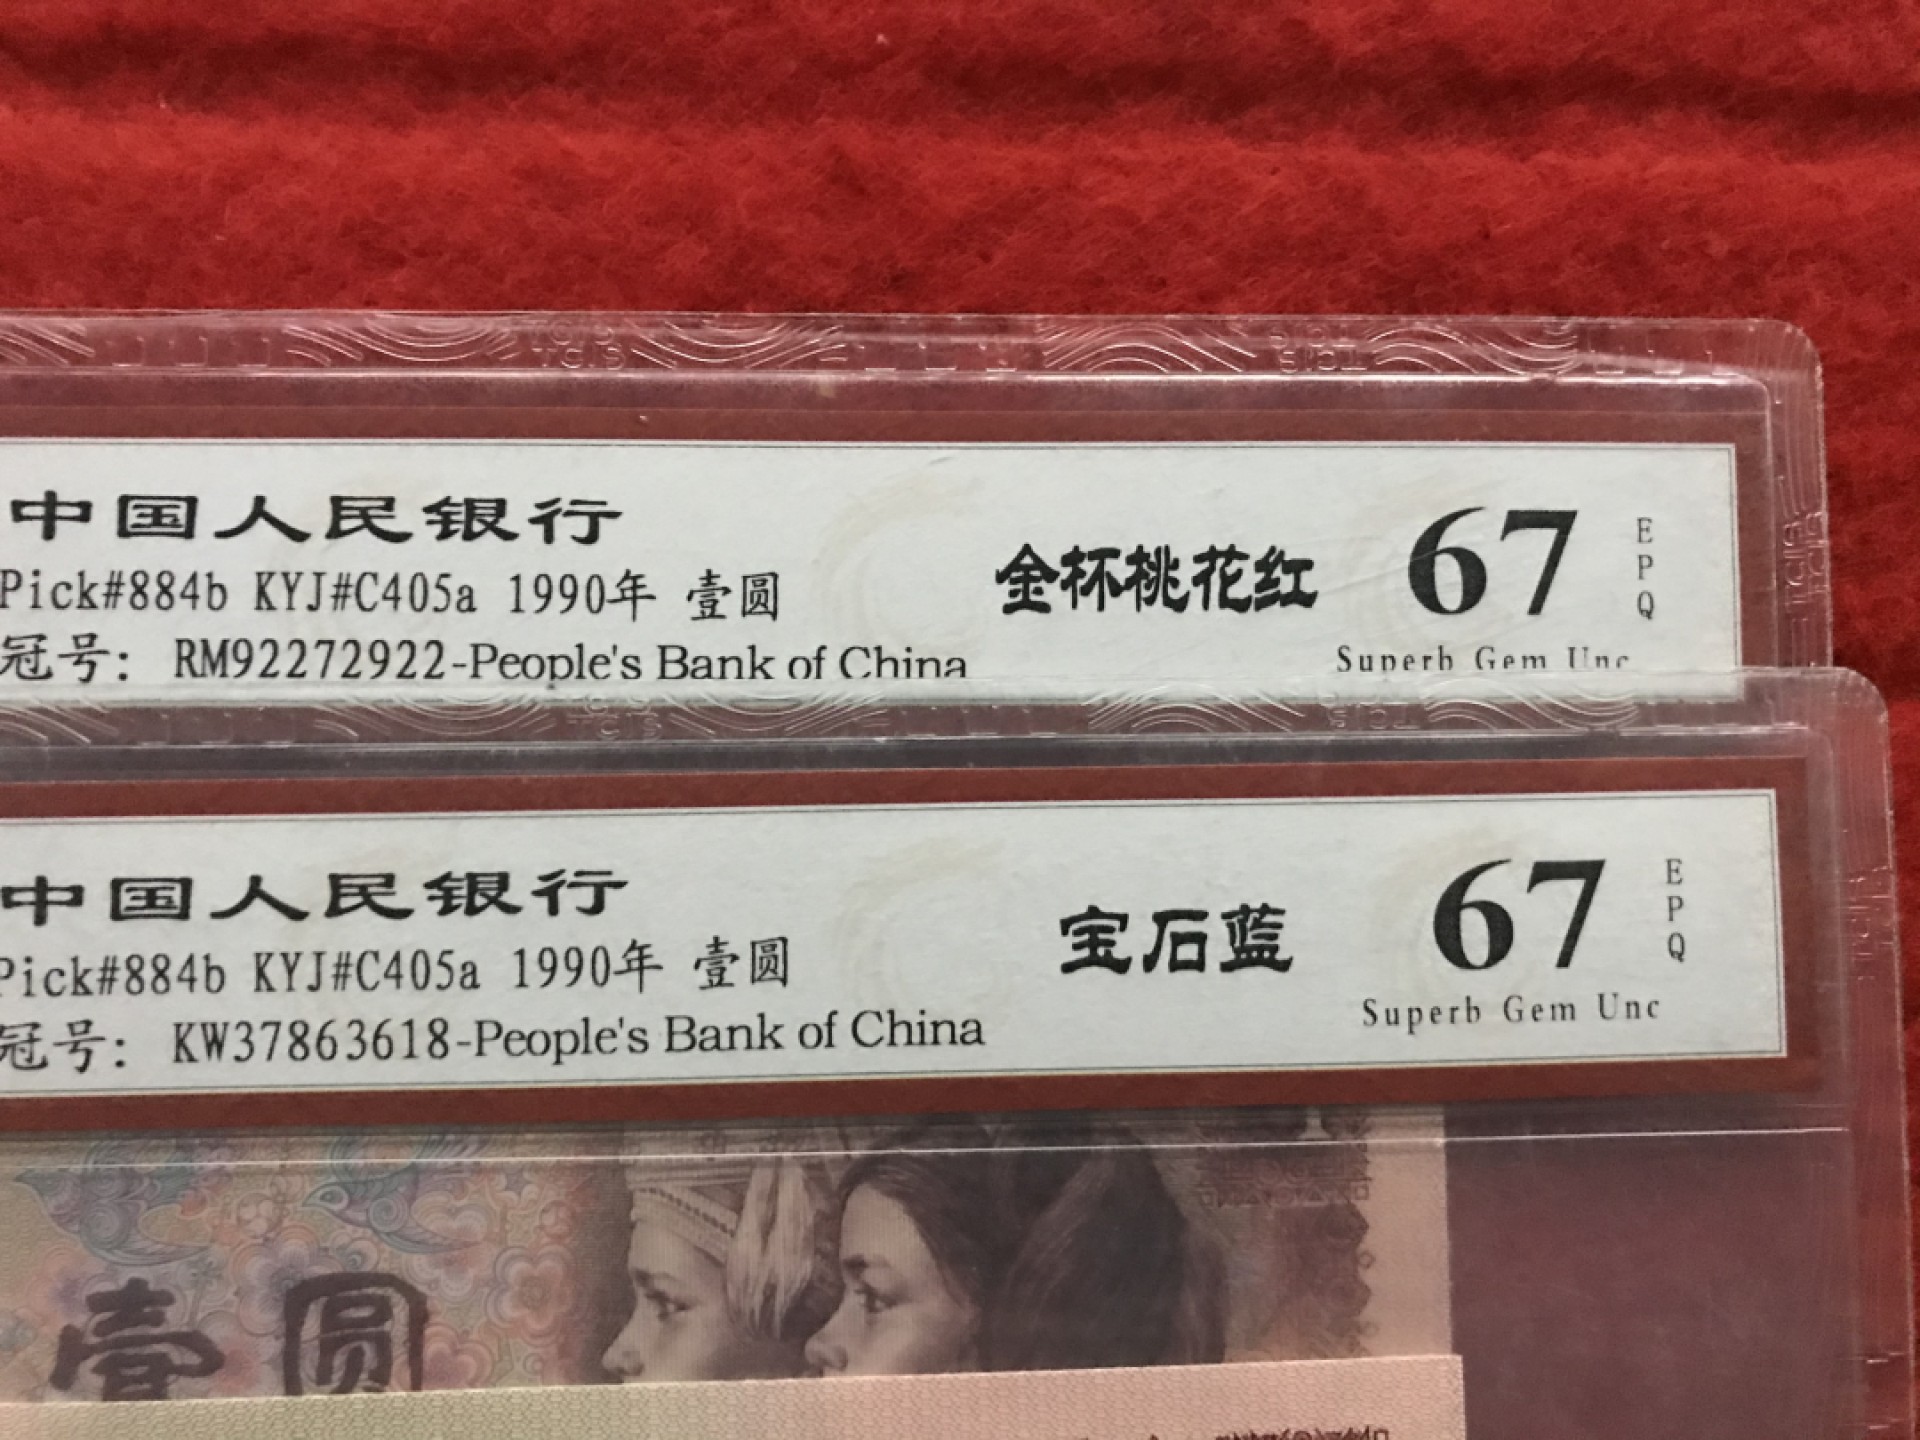 TCIS
TCIS
中国人民银行
Pick#884b KYJ#C405a 1990年 壹圆
冠号: RM92272922-People's Bank of China
金杯桃花红
67
EPQ
Superb Gem Unc
中国人民银行
Pick#884b KYJ#C405a 1990年 壹圆
冠号: KW37863618-People's Bank of China
宝石蓝
67
EPQ
Superb Gem Unc
壹圆